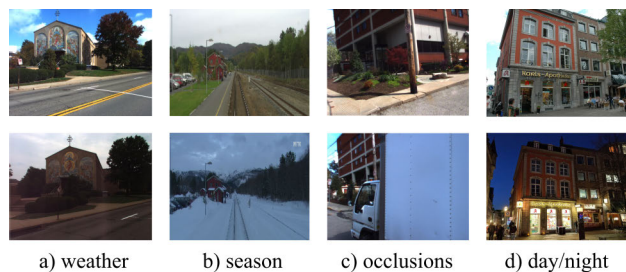 a) weather
b) season
c) occlusions
d) day/night